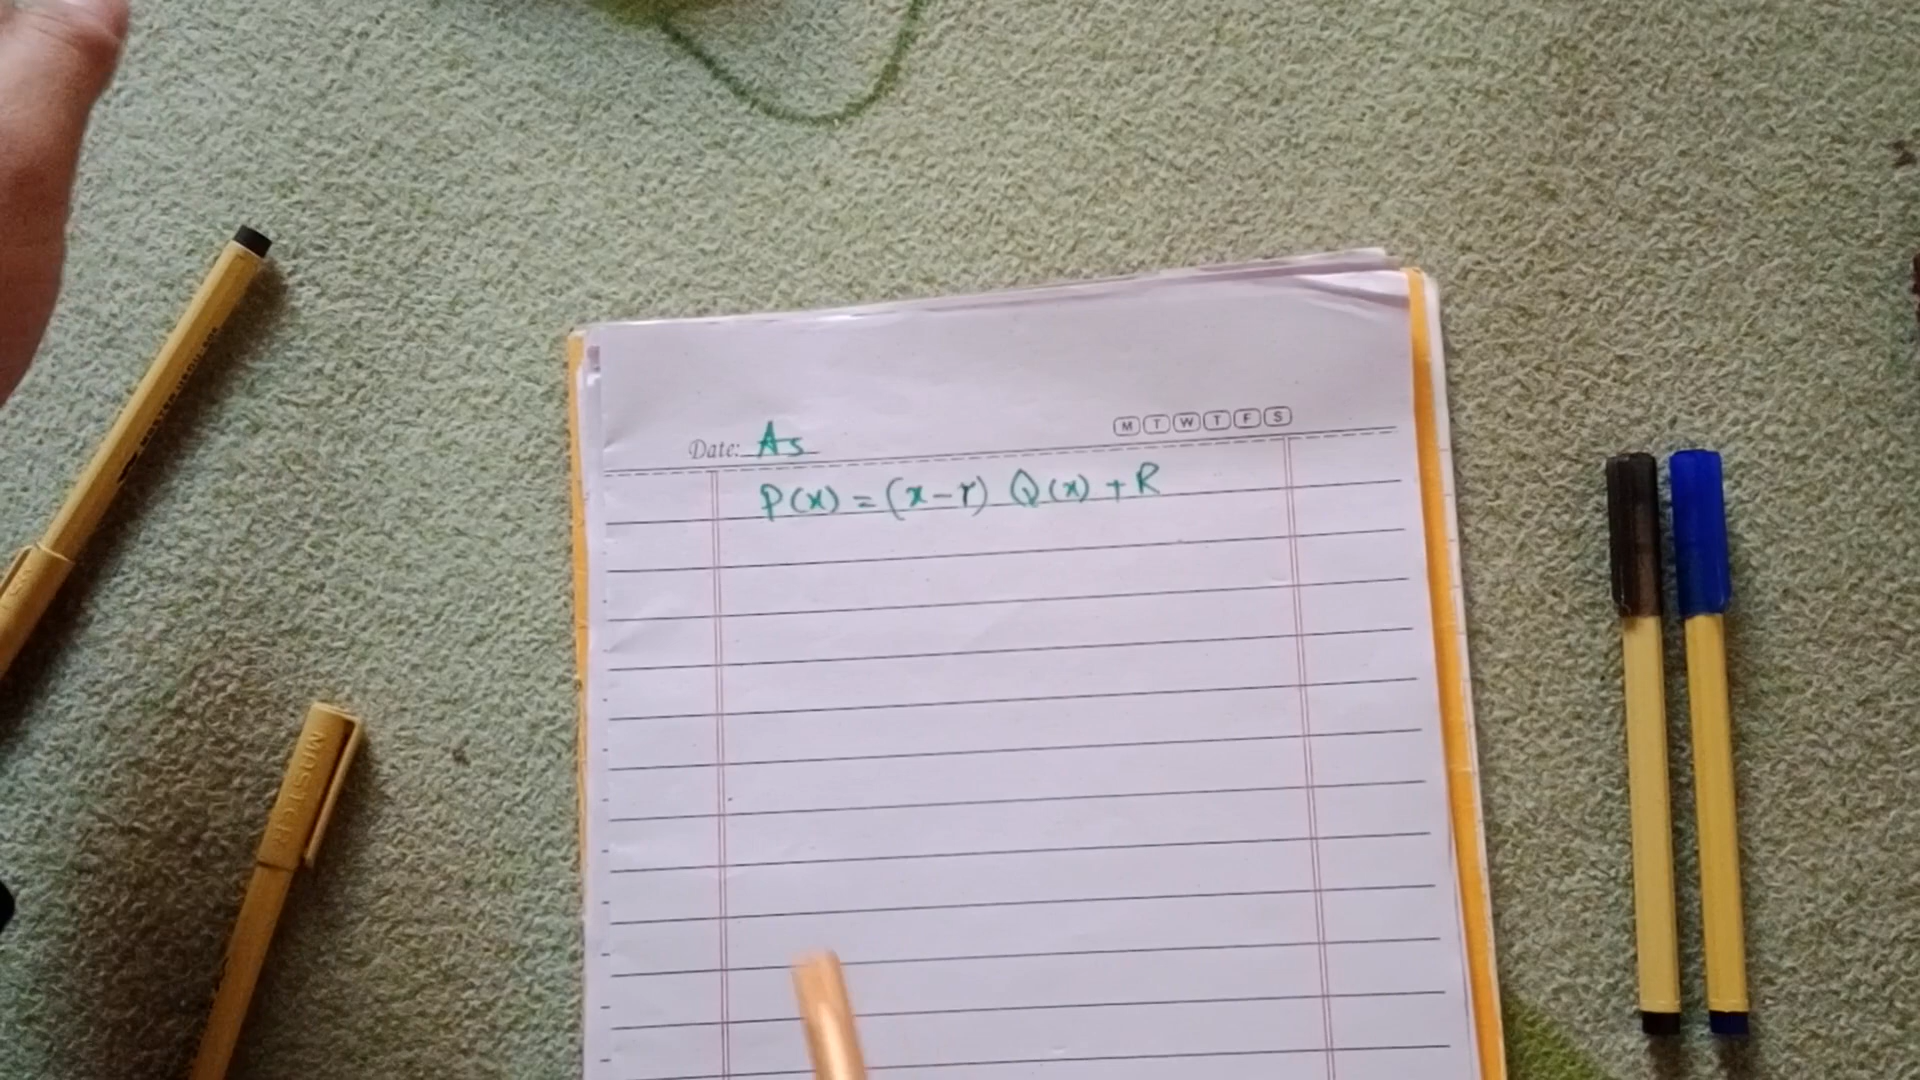 Date: As
M T W T F S
P(x) = (x-r) Q(x) + R